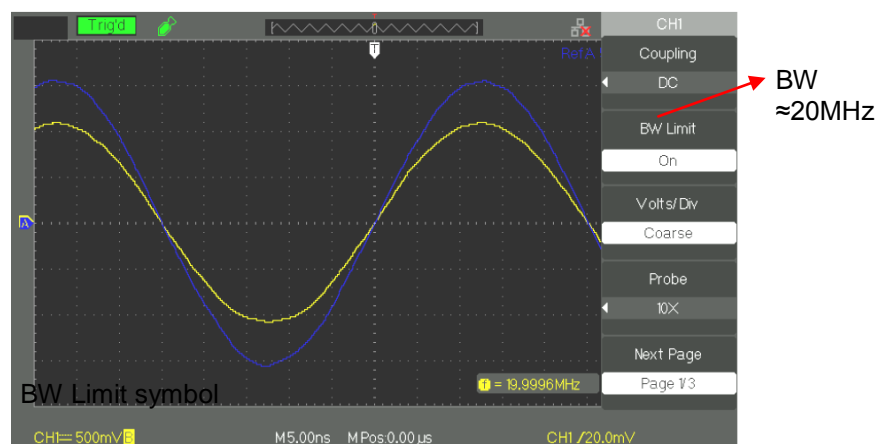 Trig'd
T
CH1
RefA
Coupling
DC
BW
≈20MHz
BW Limit
On
Volts/Div
A
Coarse
Probe
10X
Next Page
f = 19.9996MHz
Page 1/3
BW Limit symbol
CH1 500mV B
M 5.00ns M Pos:0.00 µs
CH1 /20.0mV